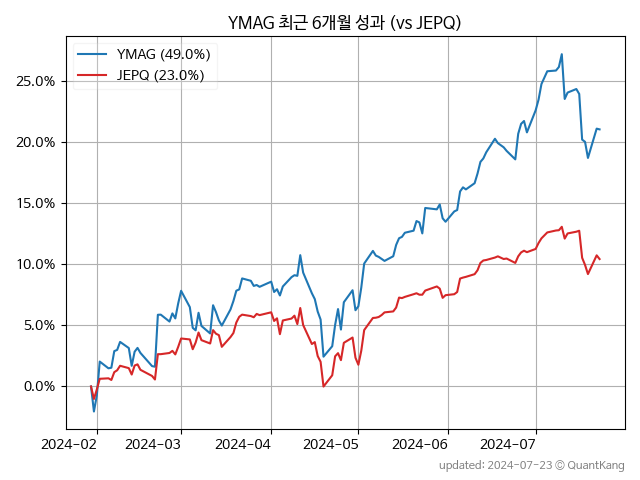 YMAG 최근 6개월 성과 (vs JEPQ)
YMAG (49.0%)
JEPQ (23.0%)
25.0%
20.0%
15.0%
10.0%
5.0%
0.0%
2024−02 2024−03 2024−04 2024−05 2024−06 2024−07
updated: 2024-07-23 © QuantKang